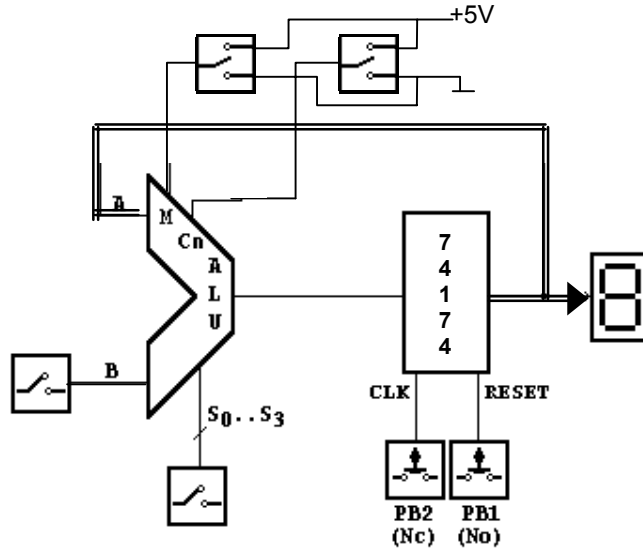 +5V
A
M
Cn
A
L
U
7
4
1
7
4
B
CLK
RESET
S0..S3
PB2
(Nc)
PB1
(No)